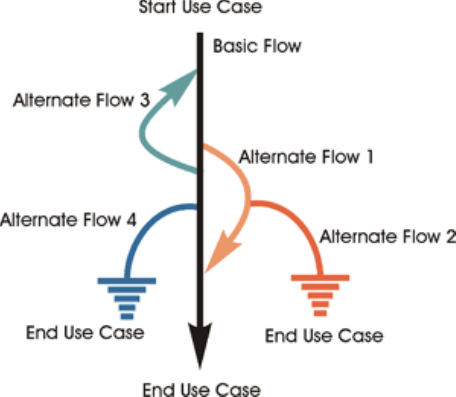 Start Use Case
Basic Flow
Alternate Flow 3
Alternate Flow 1
Alternate Flow 4
Alternate Flow 2
End Use Case
End Use Case
End Use Case